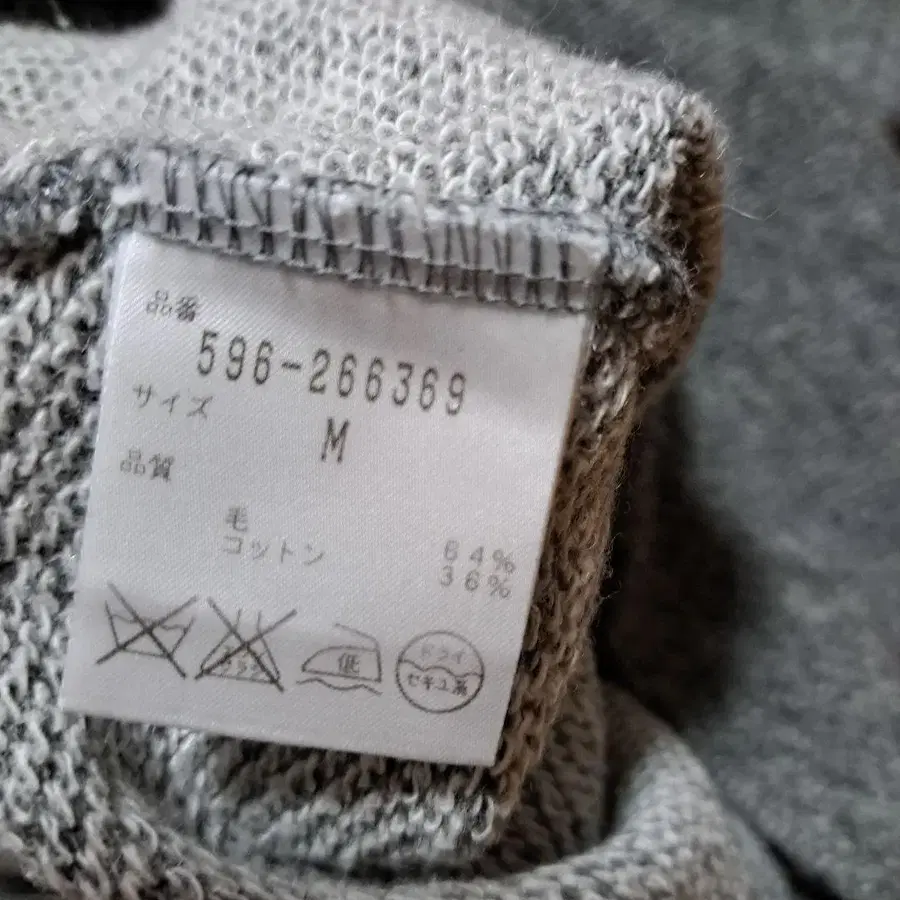 品番
596-266369
サイズ
M
品質
毛 64%
コットン 36%
低
ドライ
セキユ系